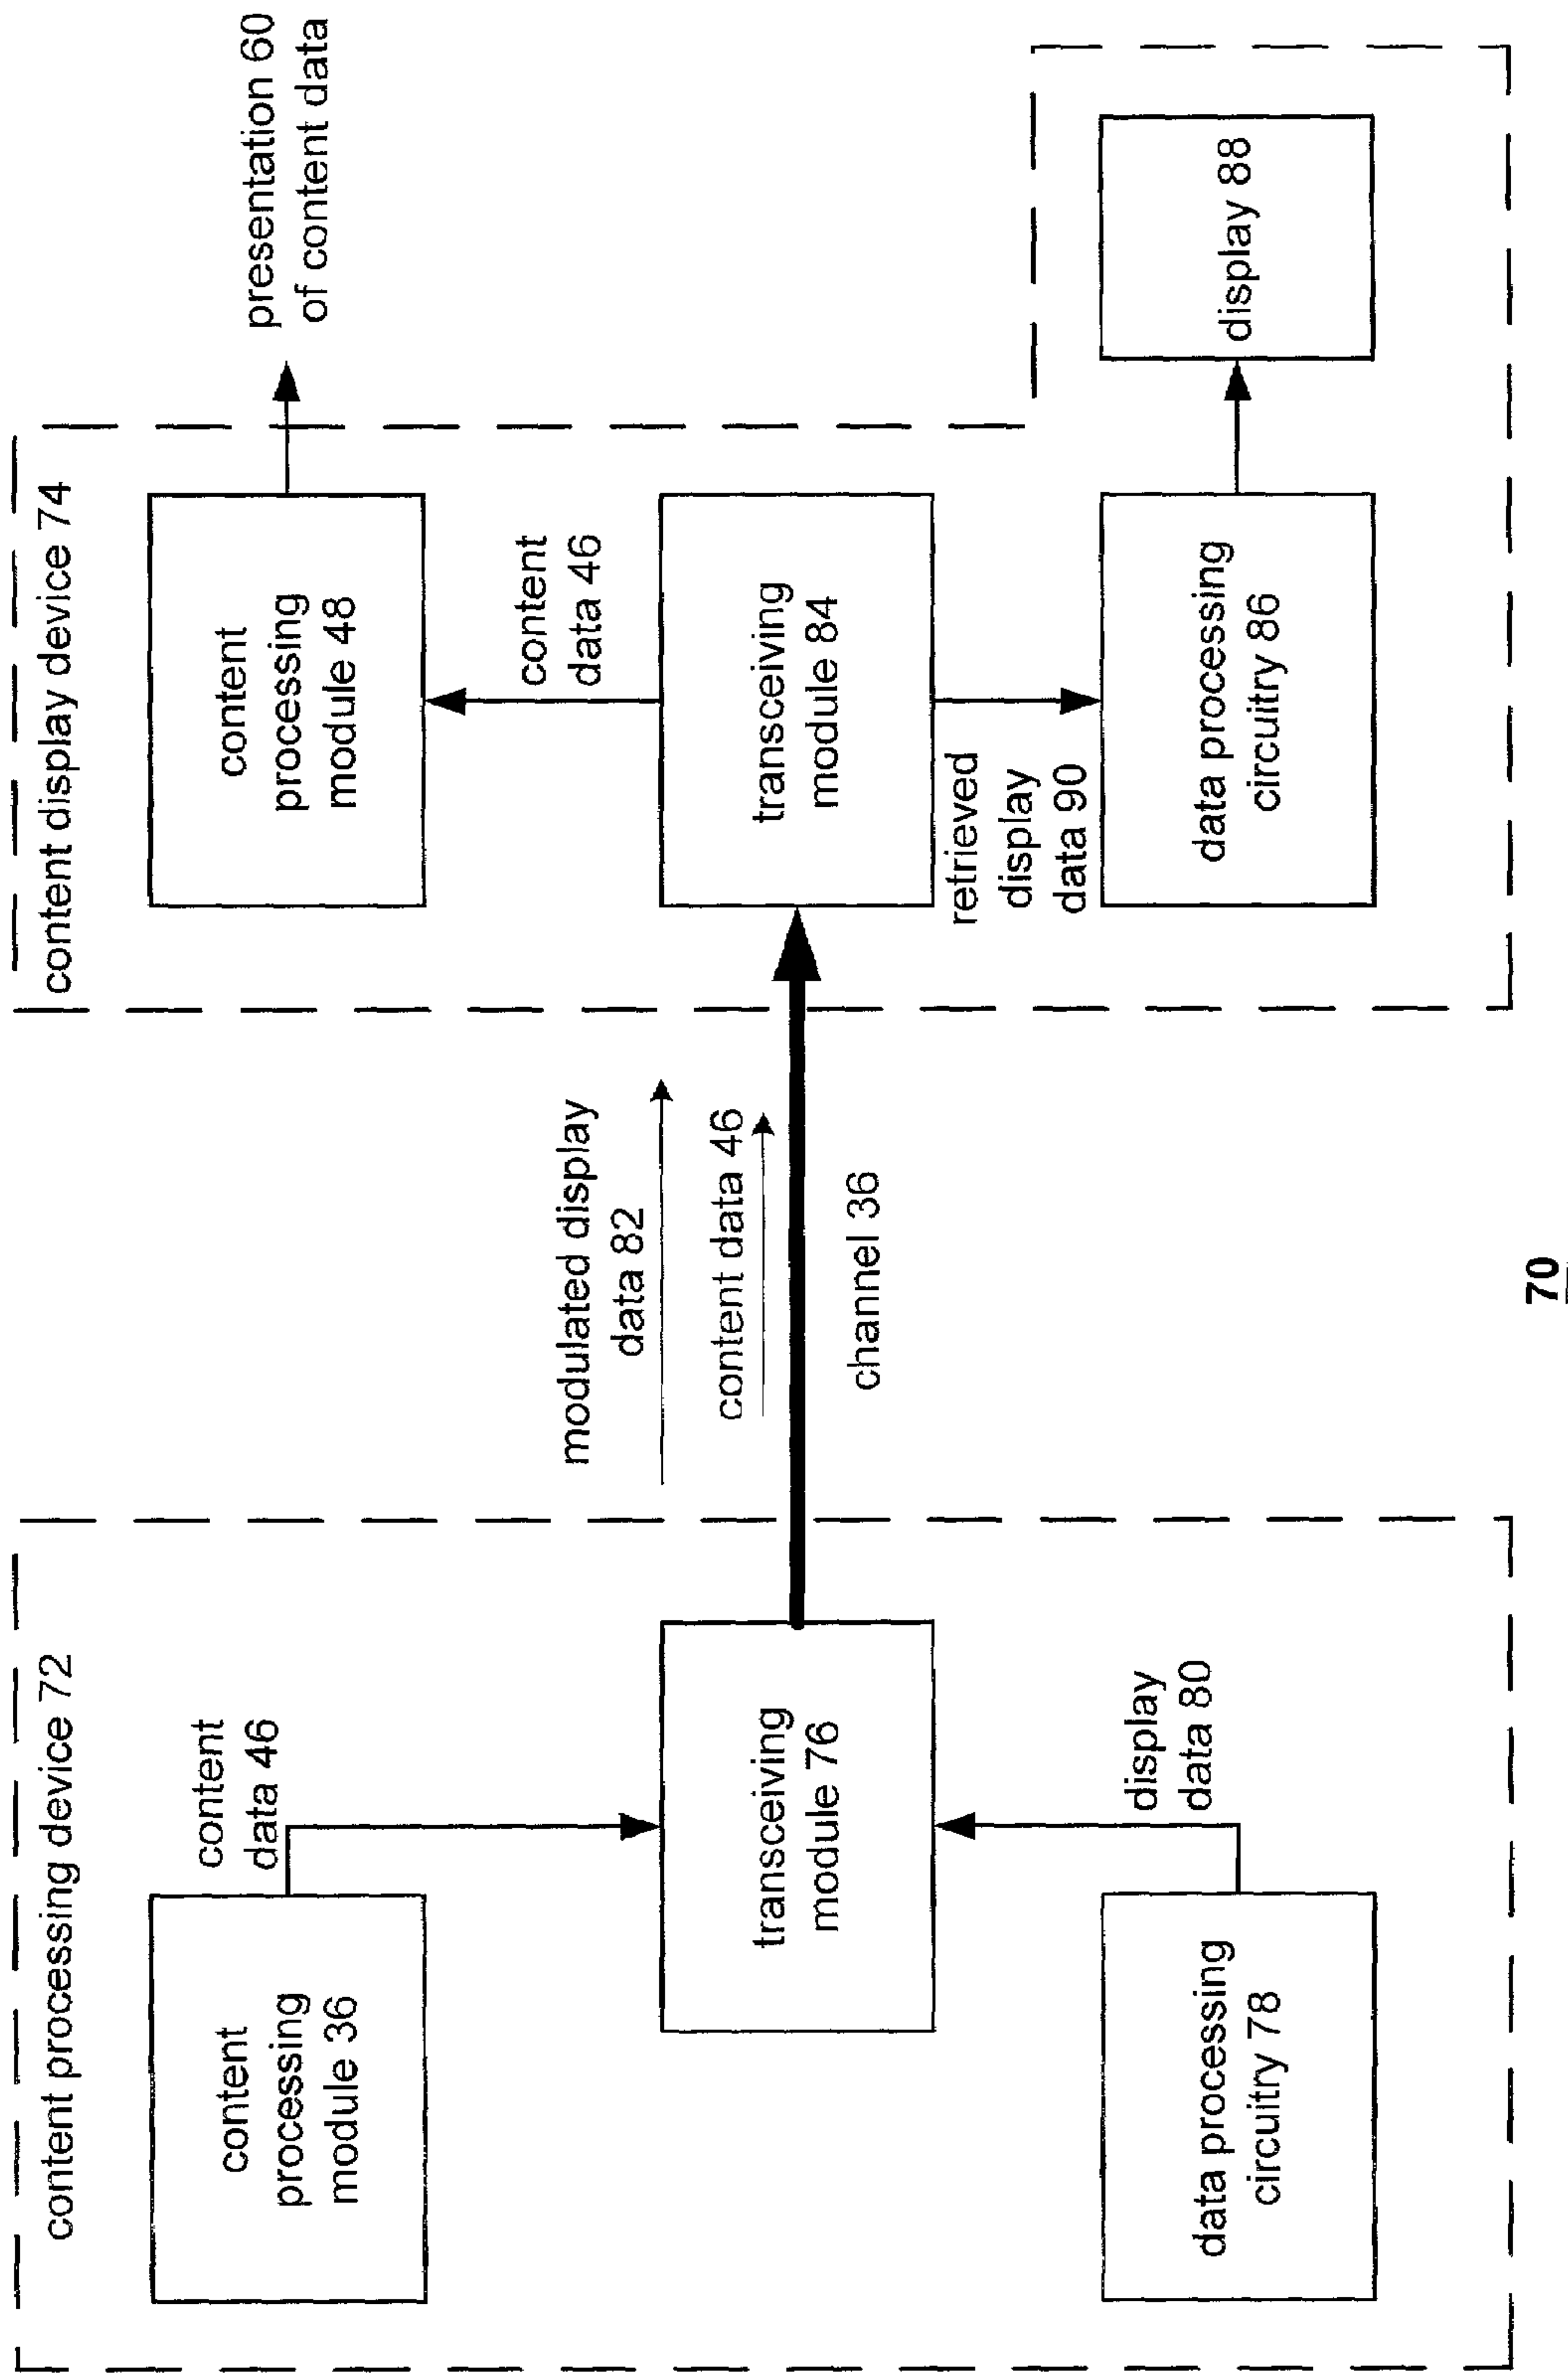 content processing device 72
content
processing
module 36
content
data 46
transceiving
module 76
data processing
circuitry 78
display
data 80
modulated display
data 82
content data 46
channel 36
content display device 74
content
processing
module 48
presentation 60
of content data
content
data 46
transceiving
module 84
retrieved
display
data 90
data processing
circuitry 86
display 88
70